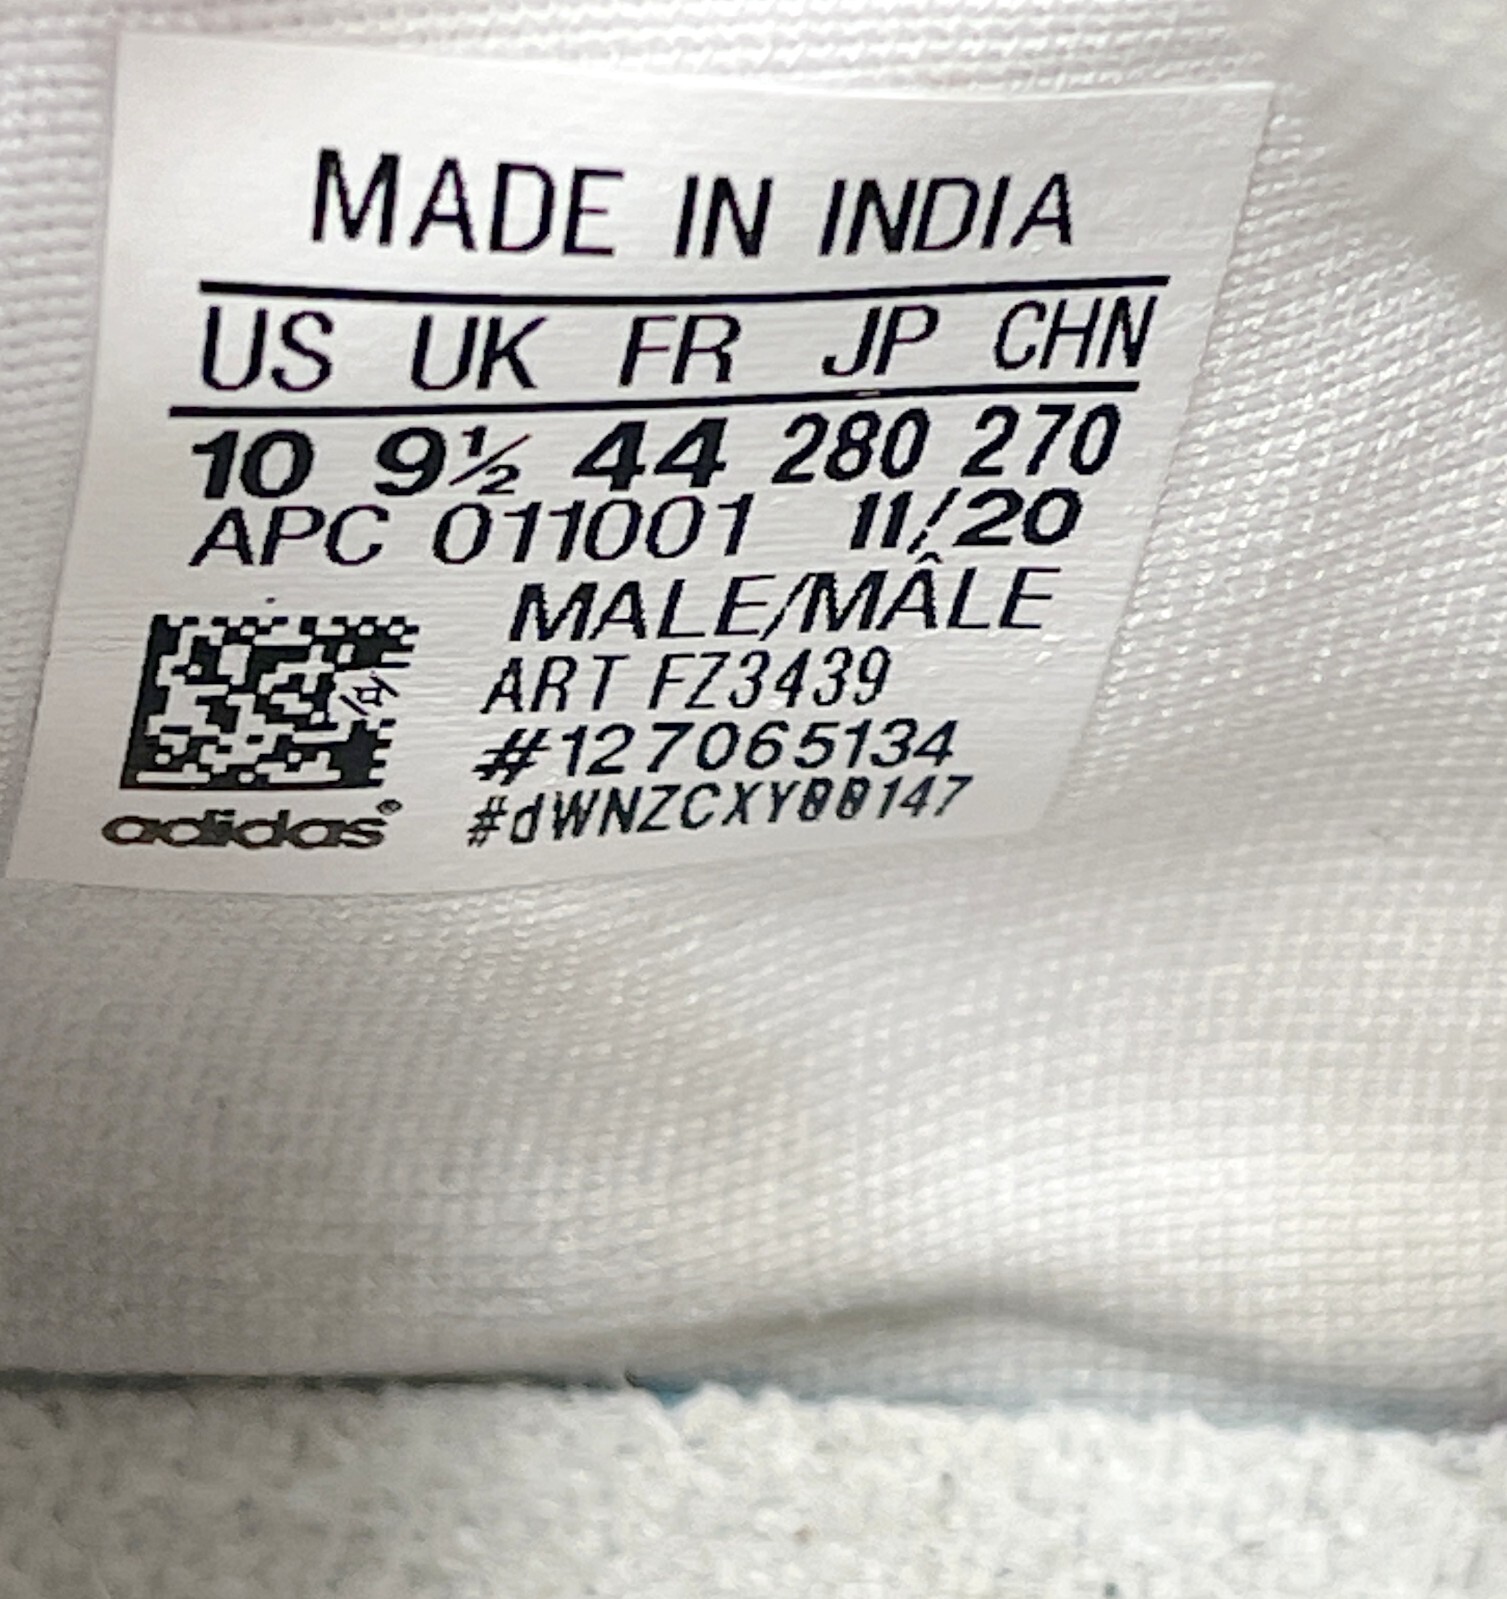 MADE IN INDIA
US UK FR JP CHN
10 9½ 44 280 270
APC 011001 11/20
MALE/MÂLE
ART FZ3439
#127065134
#dWNZCXY00147
adidas®